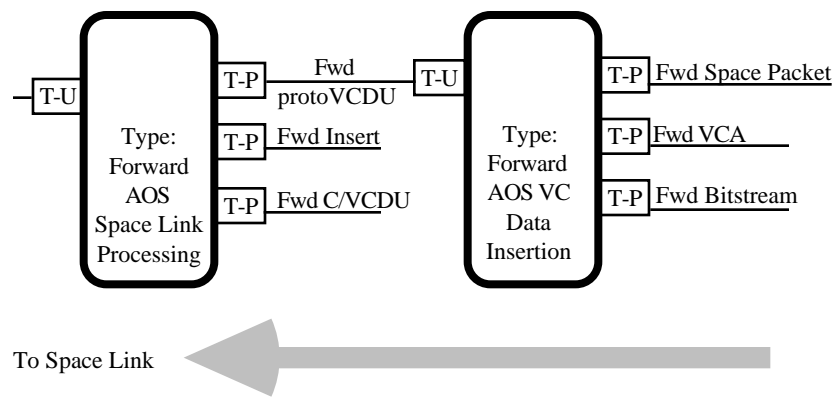 T-U
Type:
Forward
AOS
Space Link
Processing
T-P
Fwd
protoVCDU
T-P
Fwd Insert
T-P
Fwd C/VCDU
T-U
Type:
Forward
AOS VC
Data
Insertion
T-P
Fwd Space Packet
T-P
Fwd VCA
T-P
Fwd Bitstream
To Space Link